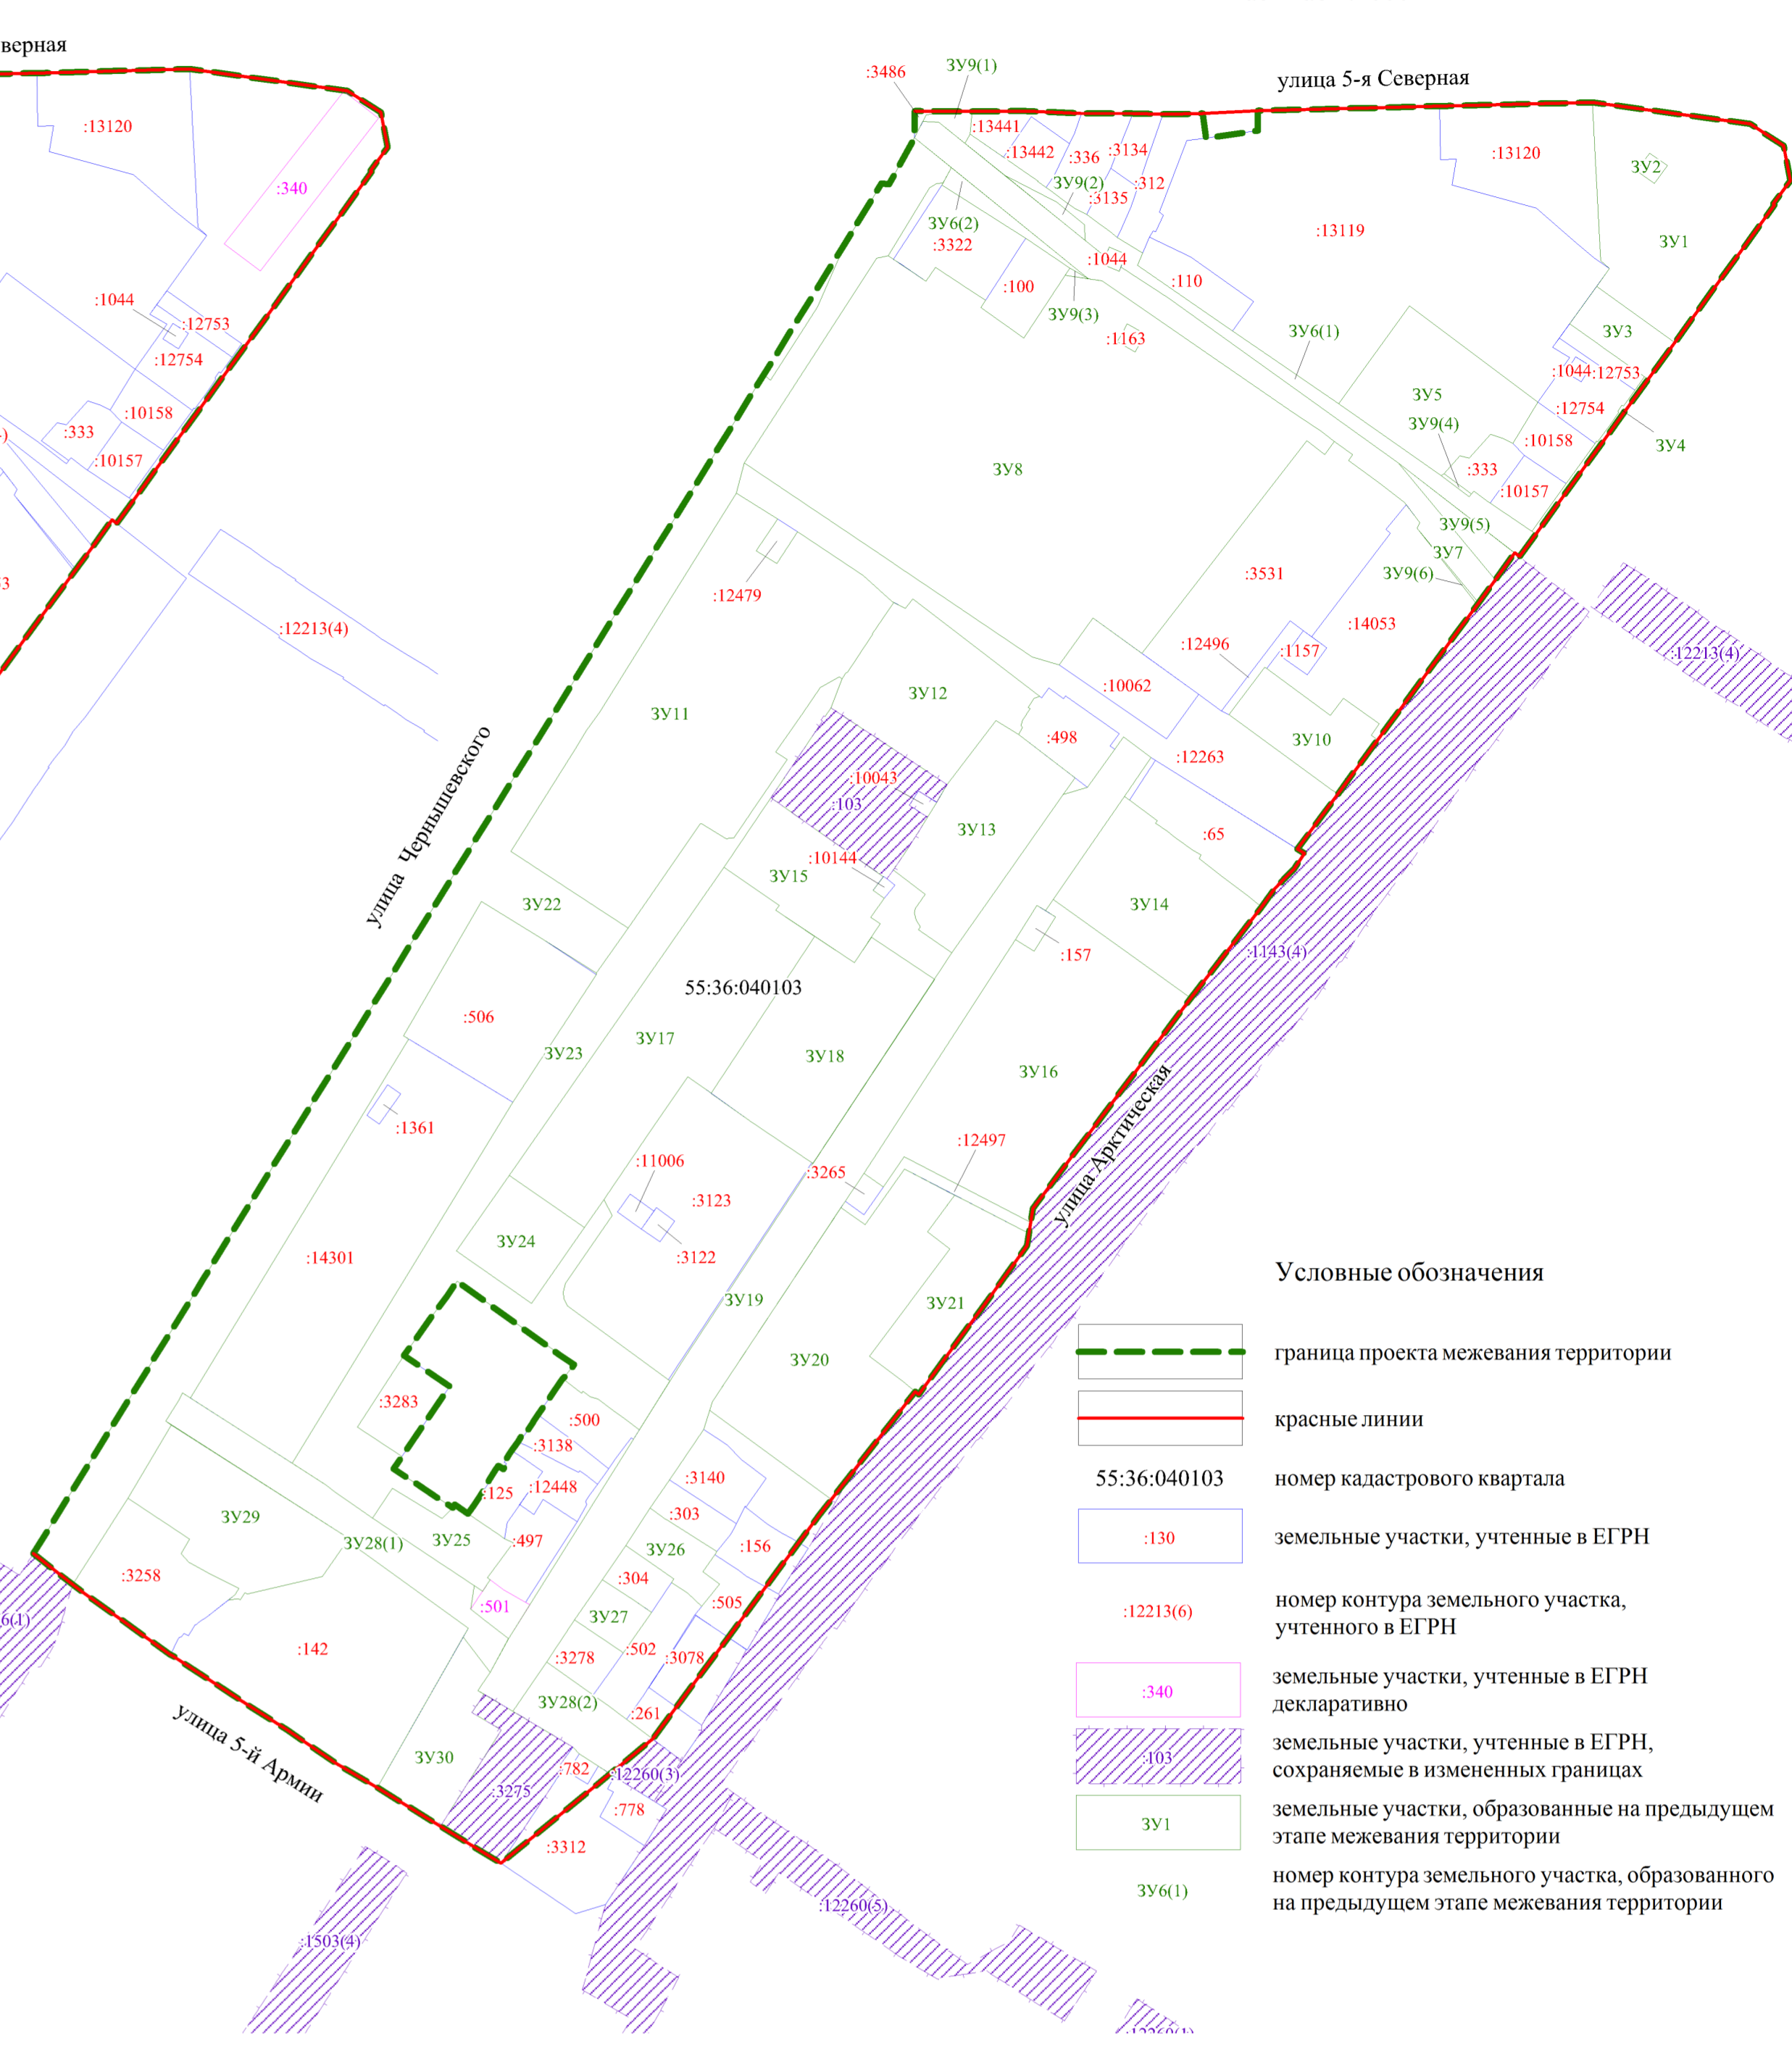 верная
:13120
:340
:1044
:12753
:12754
:10158
:333
:10157
:12213(4)
улица Чернышевского
:3486
ЗУ9(1)
улица 5-я Северная
:13441
:13442
:336
:3134
:312
ЗУ9(2)
:3135
:13120
ЗУ2
ЗУ6(2)
:3322
:13119
ЗУ1
:1044
:110
:100
ЗУ9(3)
:1163
ЗУ6(1)
ЗУ3
:1044
:12753
ЗУ5
:12754
ЗУ9(4)
:10158
ЗУ4
ЗУ8
:333
:10157
ЗУ9(5)
ЗУ7
ЗУ9(6)
:3531
:12479
:14053
:12496
:1157
:12213(4)
:10062
ЗУ12
ЗУ11
:498
ЗУ10
:12263
:10043
:103
ЗУ13
:65
:10144
ЗУ15
ЗУ22
ЗУ14
:157
:1143(4)
55:36:040103
:506
ЗУ17
ЗУ23
ЗУ18
ЗУ16
:1361
улица Арктическая
:12497
:11006
:3265
:3123
:3122
ЗУ24
:14301
ЗУ19
ЗУ21
ЗУ20
:3283
:500
:3138
:3140
:125
:12448
:303
ЗУ29
ЗУ28(1)
ЗУ25
:497
ЗУ26
:156
:3258
:304
:501
:505
6(1)
ЗУ27
:142
:502
:3278
:3078
ЗУ28(2)
:261
улица 5-й Армии
ЗУ30
:782
:12260(3)
:3275
:778
:3312
:12260(5)
:1503(4)
Условные обозначения
граница проекта межевания территории
красные линии
55:36:040103
номер кадастрового квартала
:130
земельные участки, учтенные в ЕГРН
:12213(6)
номер контура земельного участка,
учтенного в ЕГРН
:340
земельные участки, учтенные в ЕГРН
декларативно
:103
земельные участки, учтенные в ЕГРН,
сохраняемые в измененных границах
ЗУ1
земельные участки, образованные на предыдущем
этапе межевания территории
ЗУ6(1)
номер контура земельного участка, образованного
на предыдущем этапе межевания территории